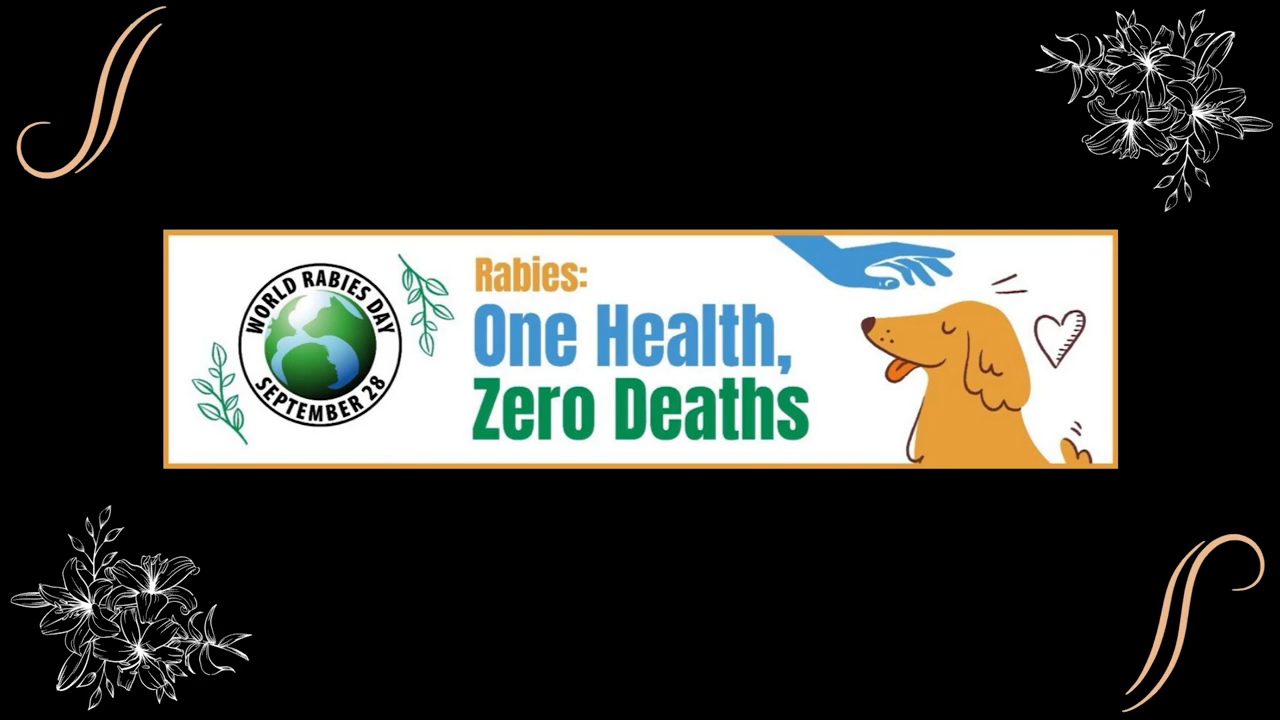 WORLD RABIES DAY
SEPTEMBER 28
Rabies:
One Health,
Zero Deaths